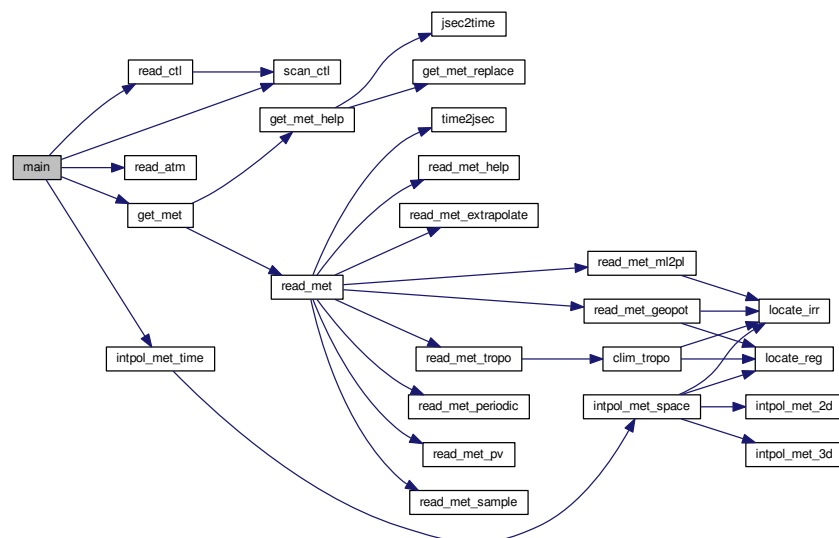 main
read_ctl
scan_ctl
read_atm
get_met
intpol_met_time
get_met_help
jsec2time
get_met_replace
read_met
time2jsec
read_met_help
read_met_extrapolate
read_met_ml2pl
read_met_geopot
read_met_tropo
read_met_periodic
read_met_pv
read_met_sample
clim_tropo
intpol_met_space
locate_irr
locate_reg
intpol_met_2d
intpol_met_3d